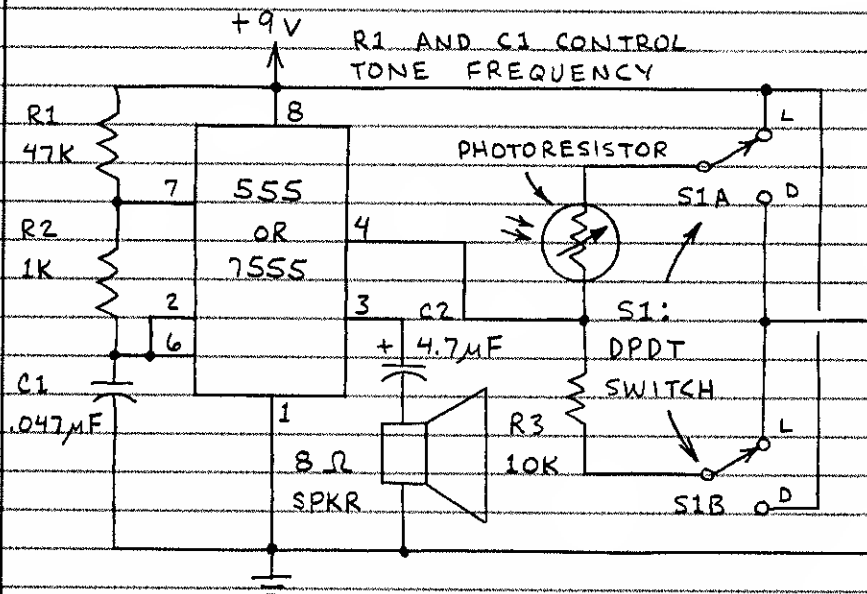 +9V
R1 AND C1 CONTROL
TONE FREQUENCY
R1
47K
8
PHOTORESISTOR
L
S1A
D
7
555
OR
7555
4
R2
1K
2
6
3
C2
+ 4.7µF
S1:
DPDT
SWITCH
C1
.047µF
1
8 Ω
SPKR
R3
10K
L
S1B
D